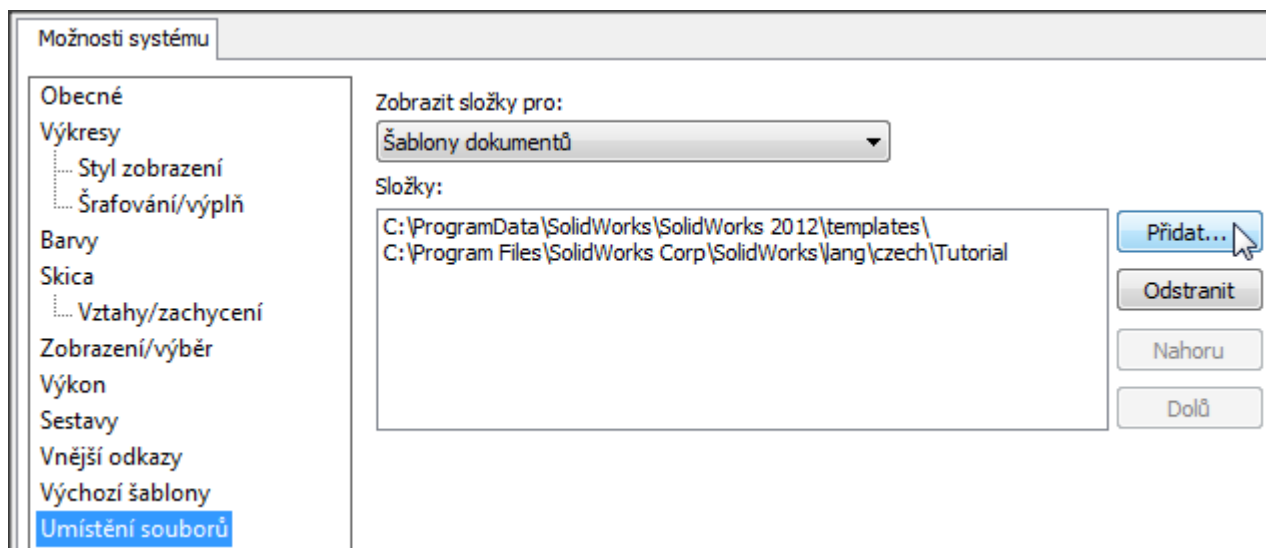 Možnosti systému
Obecné
Výkresy
Styl zobrazení
Šrafování/výplň
Barvy
Skica
Vztahy/zachycení
Zobrazení/výběr
Výkon
Sestavy
Vnější odkazy
Výchozí šablony
Umístění souborů
Zobrazit složky pro:
Šablony dokumentů
Složky:
C:\ProgramData\SolidWorks\SolidWorks 2012\templates\
C:\Program Files\SolidWorks Corp\SolidWorks\lang\czech\Tutorial
Přidat...
Odstranit
Nahoru
Dolů